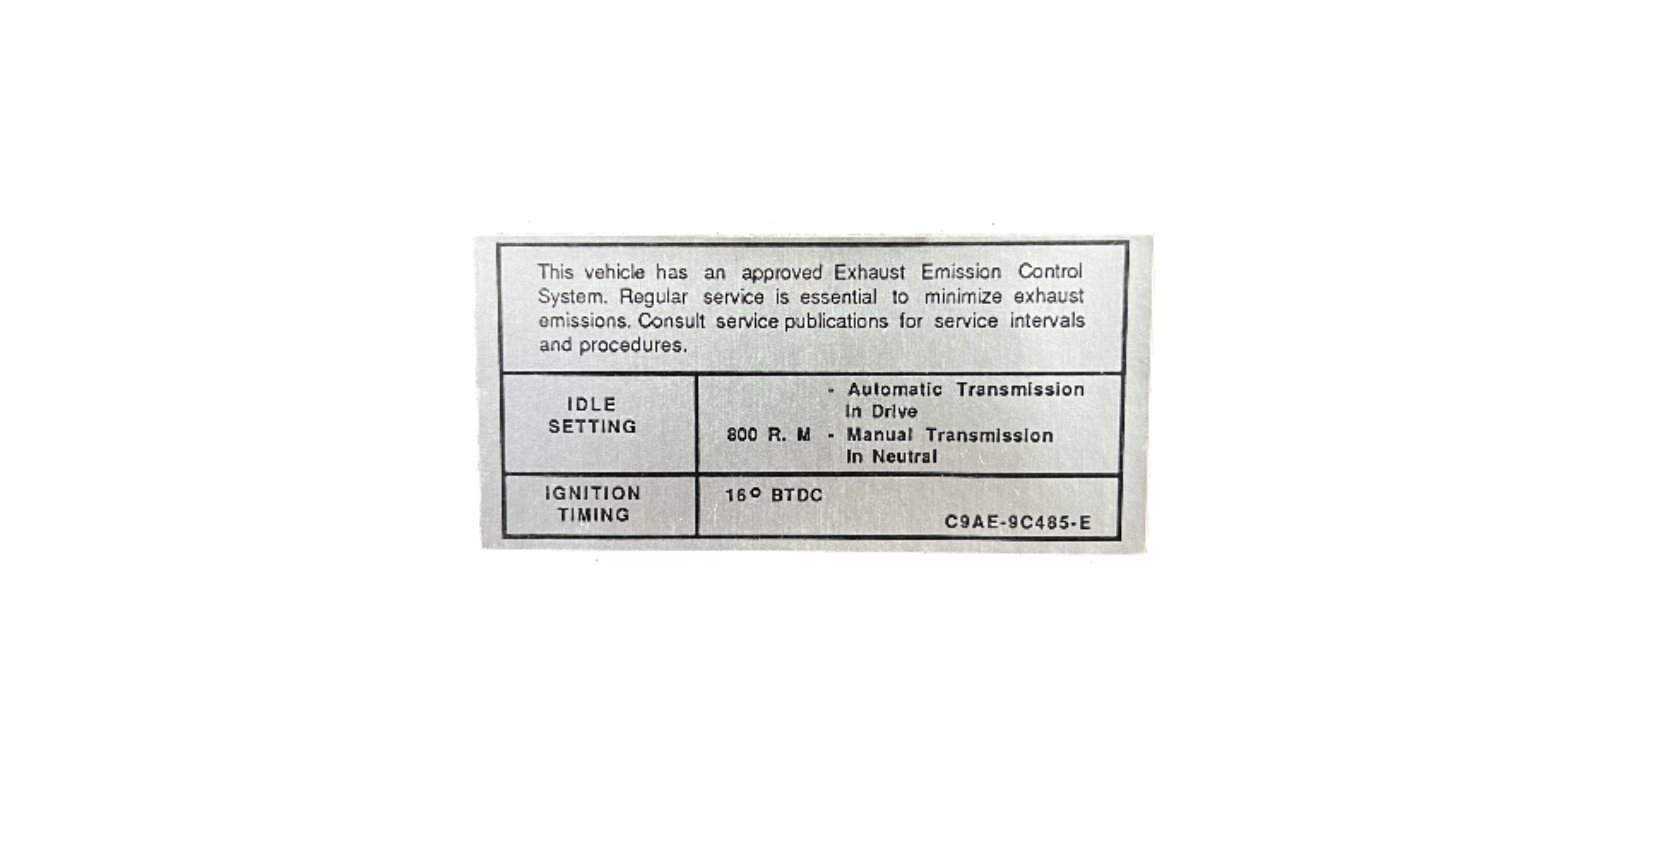 This vehicle has an approved Exhaust Emission Control
System. Regular service is essential to minimize exhaust
emissions. Consult service publications for service intervals
and procedures.
IDLE
SETTING
- Automatic Transmission
In Drive
800 R. M - Manual Transmission
In Neutral
IGNITION
TIMING
16° BTDC
C9AE-9C485-E